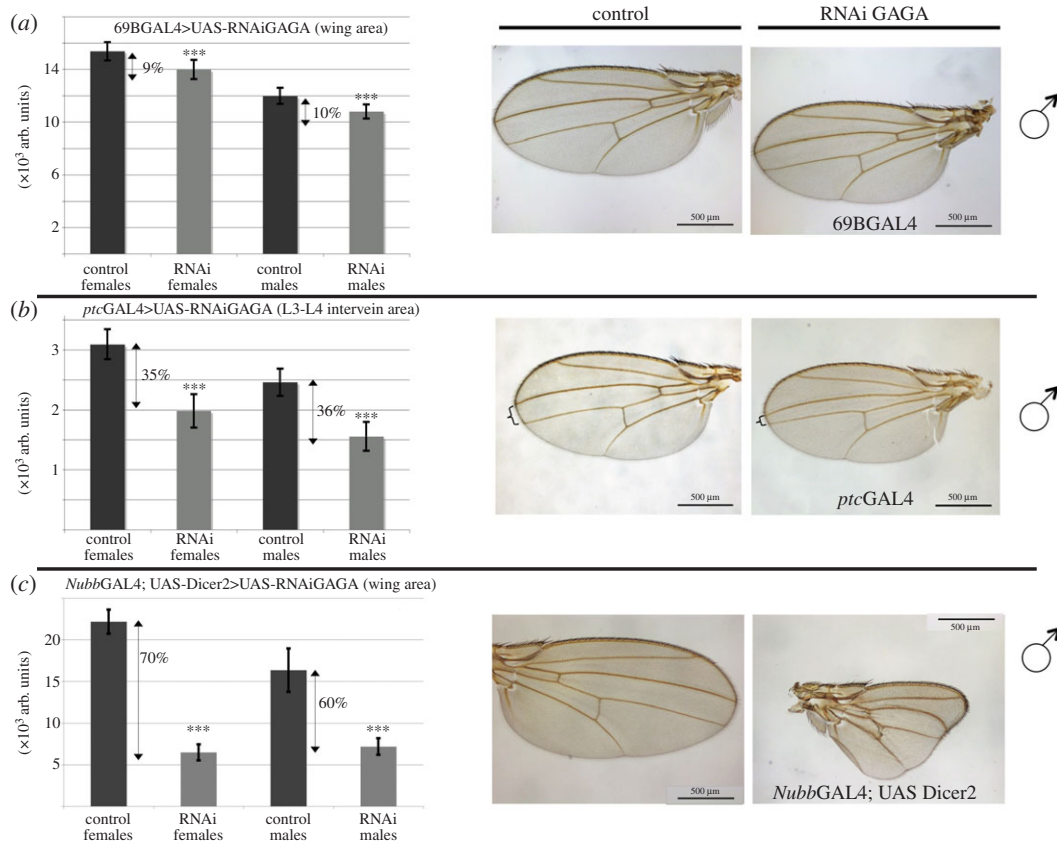 control
RNAi GAGA
(a)
69BGAL4>UAS-RNAiGAGA (wing area)
(×10³ arb. units)
14
10
6
2
9%
***
10%
***
control females
RNAi females
control males
RNAi males
500 µm
69BGAL4
500 µm
(b)
ptcGAL4>UAS-RNAiGAGA (L3-L4 intervein area)
(×10³ arb. units)
3
2
1
35%
***
36%
***
control females
RNAi females
control males
RNAi males
500 µm
ptcGAL4
500 µm
(c)
NubbGAL4; UAS-Dicer2>UAS-RNAiGAGA (wing area)
(×10³ arb. units)
20
15
10
5
70%
***
60%
***
control females
RNAi females
control males
RNAi males
500 µm
500 µm
NubbGAL4; UAS Dicer2